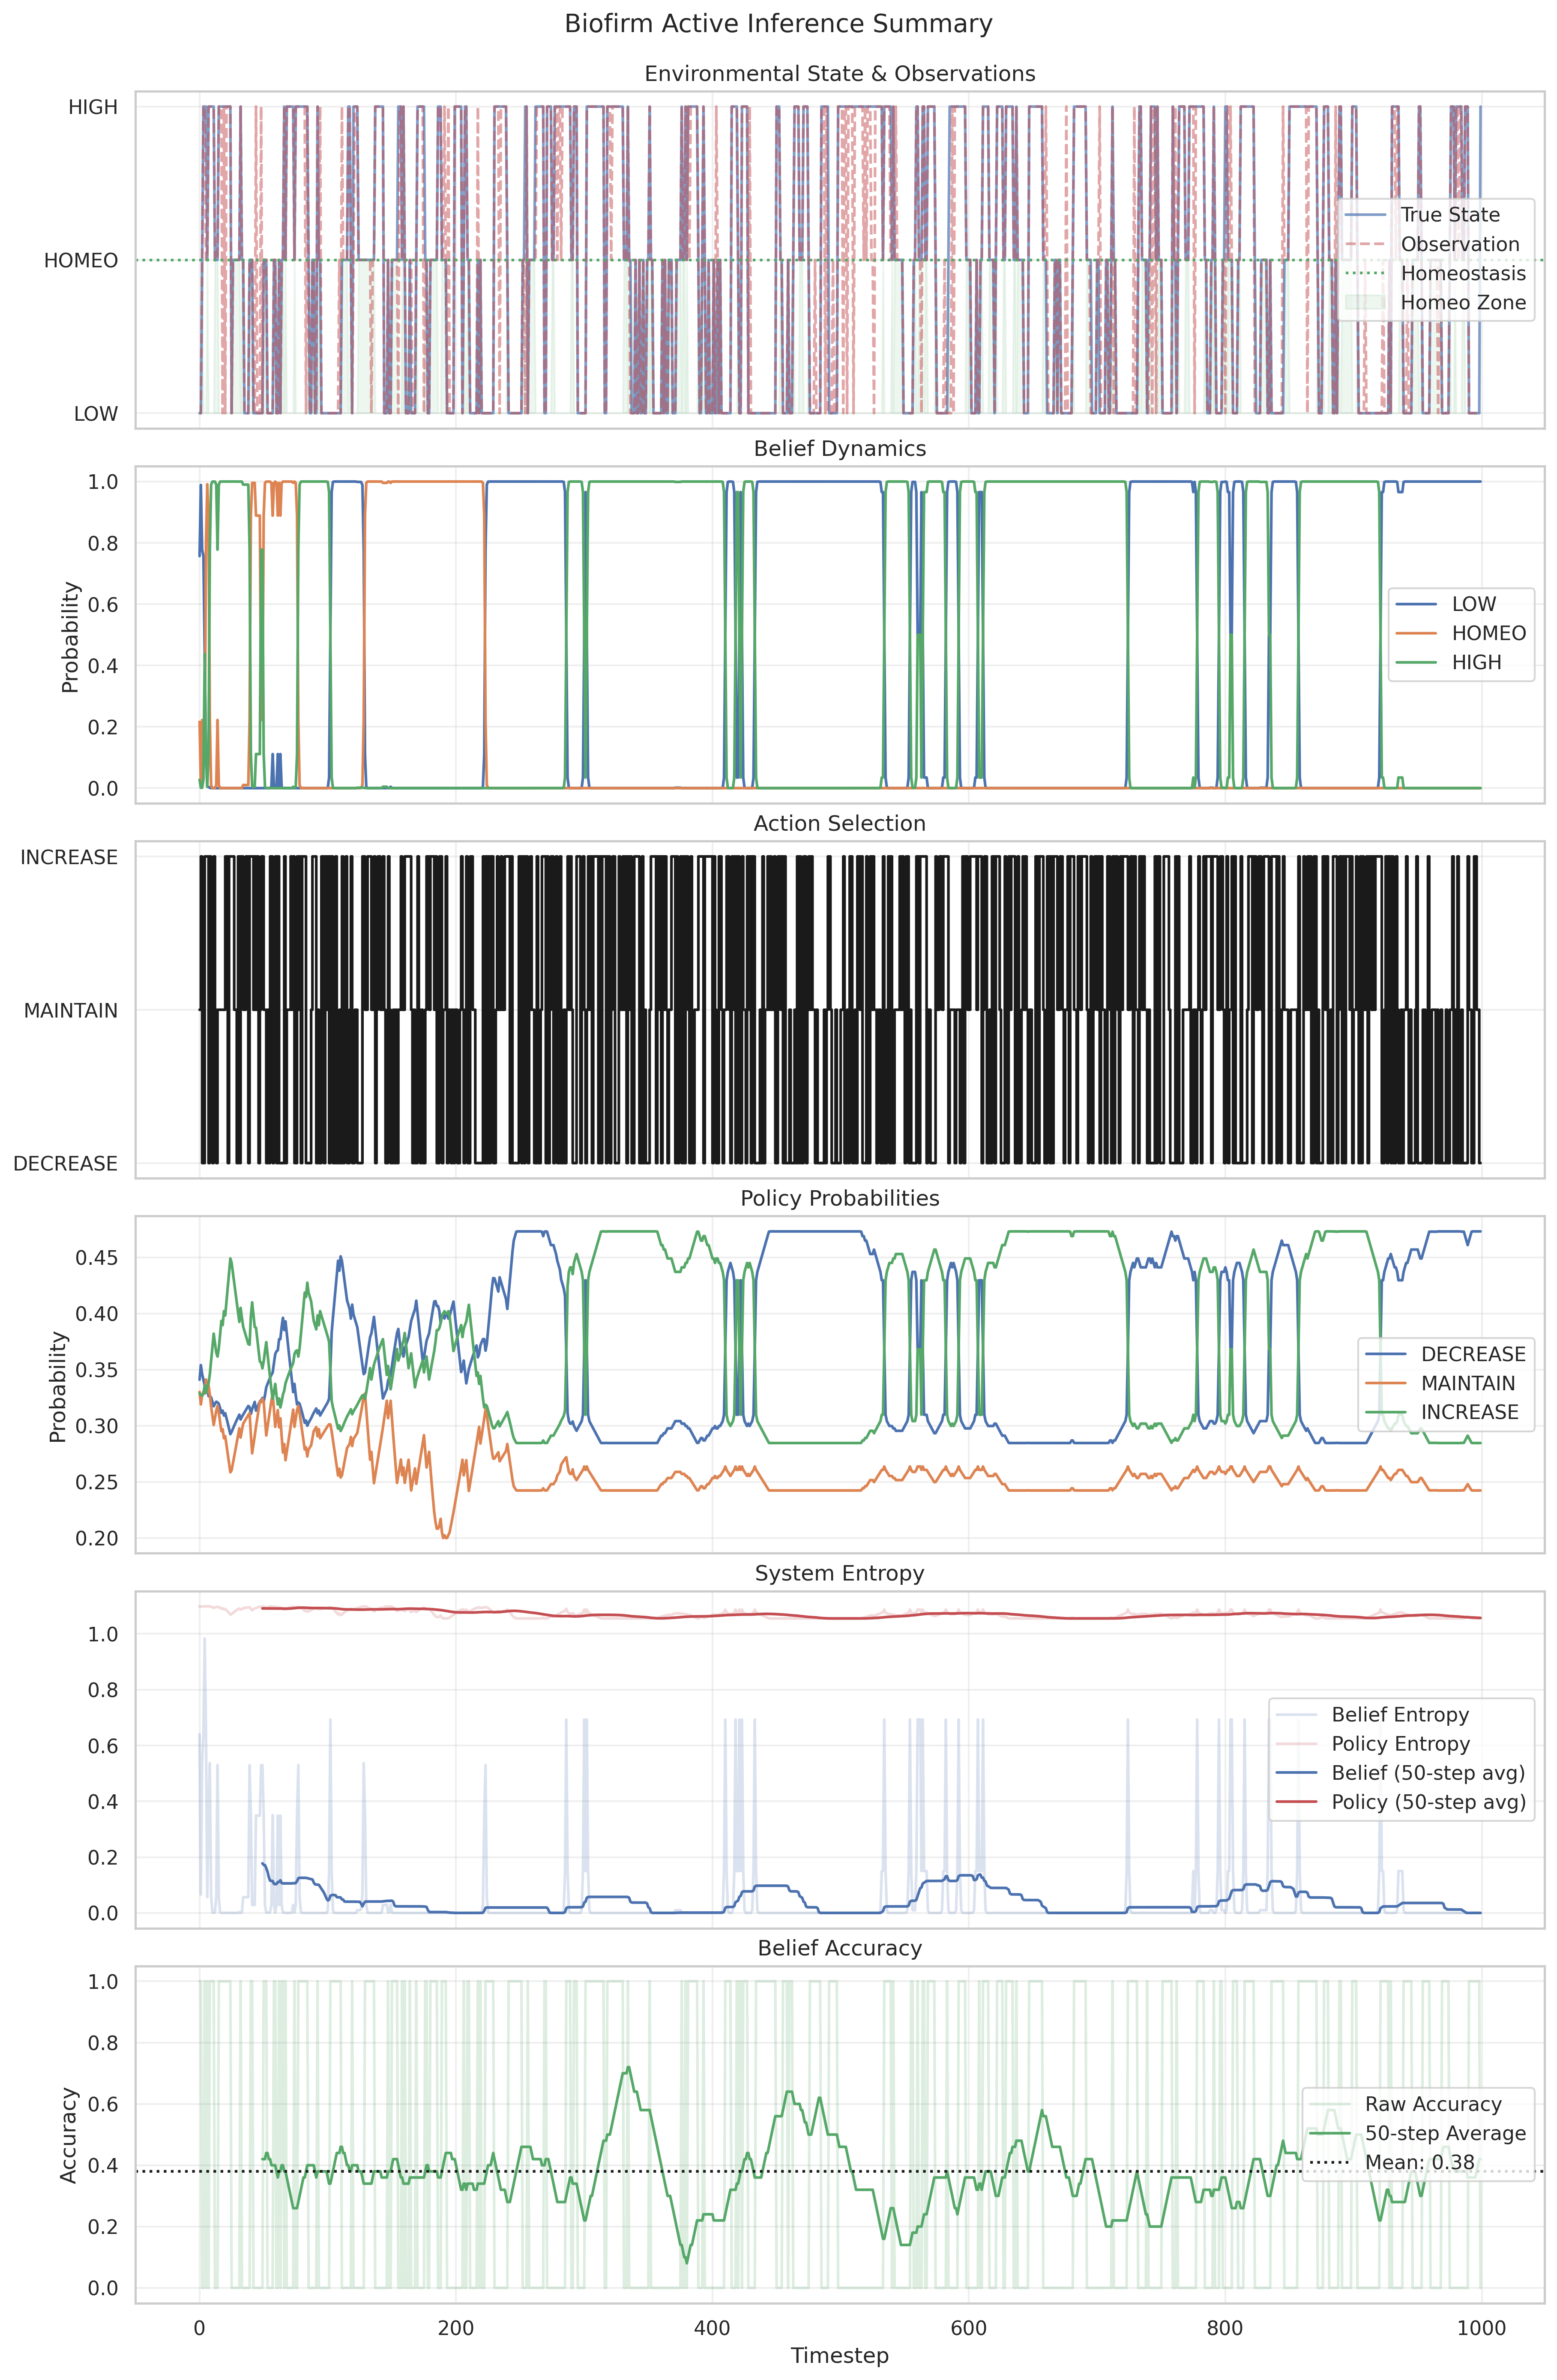 Biofirm Active Inference Summary
Environmental State & Observations
HIGH
HOMEO
LOW
True State
Observation
Homeostasis
Homeo Zone
Belief Dynamics
Probability
1.0
0.8
0.6
0.4
0.2
0.0
LOW
HOMEO
HIGH
Action Selection
INCREASE
MAINTAIN
DECREASE
Policy Probabilities
Probability
0.45
0.40
0.35
0.30
0.25
0.20
DECREASE
MAINTAIN
INCREASE
System Entropy
1.0
0.8
0.6
0.4
0.2
0.0
Belief Entropy
Policy Entropy
Belief (50-step avg)
Policy (50-step avg)
Belief Accuracy
Accuracy
1.0
0.8
0.6
0.4
0.2
0.0
Raw Accuracy
50-step Average
Mean: 0.38
0 200 400 600 800 1000
Timestep